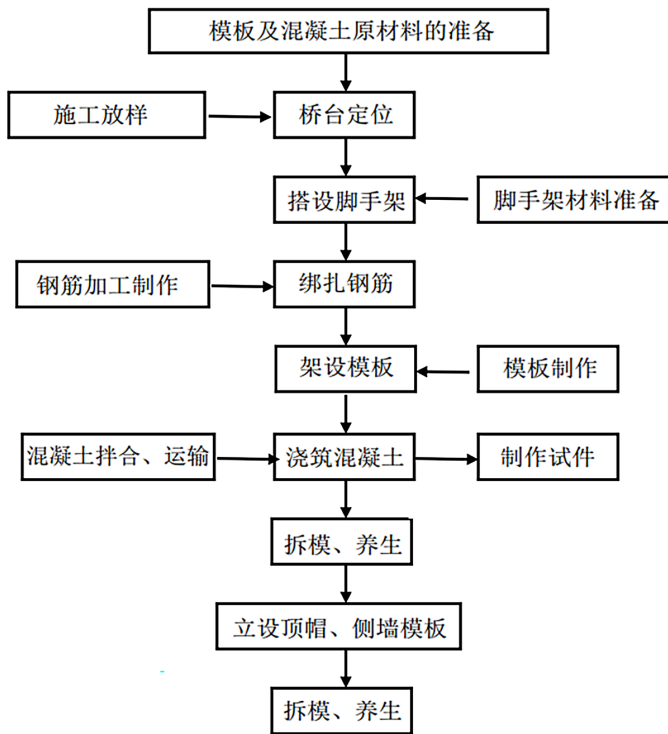 模板及混凝土原材料的准备
施工放样
桥台定位
搭设脚手架
脚手架材料准备
钢筋加工制作
绑扎钢筋
架设模板
模板制作
混凝土拌合、运输
浇筑混凝土
制作试件
拆模、养生
立设顶帽、侧墙模板
拆模、养生